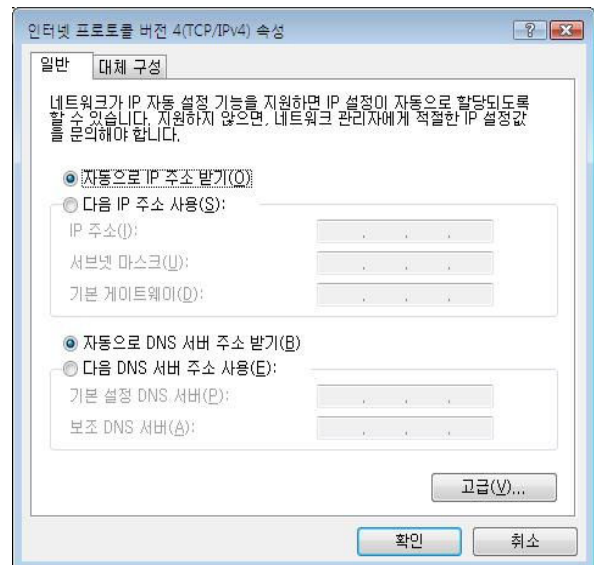 인터넷 프로토콜 버전 4(TCP/IPv4) 속성
일반
대체 구성
네트워크가 IP 자동 설정 기능을 지원하면 IP 설정이 자동으로 할당되도록
할 수 있습니다. 지원하지 않으면, 네트워크 관리자에게 적절한 IP 설정값
을 문의해야 합니다.
자동으로 IP 주소 받기(O)
다음 IP 주소 사용(S):
IP 주소(I):
서브넷 마스크(U):
기본 게이트웨이(D):
자동으로 DNS 서버 주소 받기(B)
다음 DNS 서버 주소 사용(E):
기본 설정 DNS 서버(P):
보조 DNS 서버(A):
고급(V)...
확인
취소